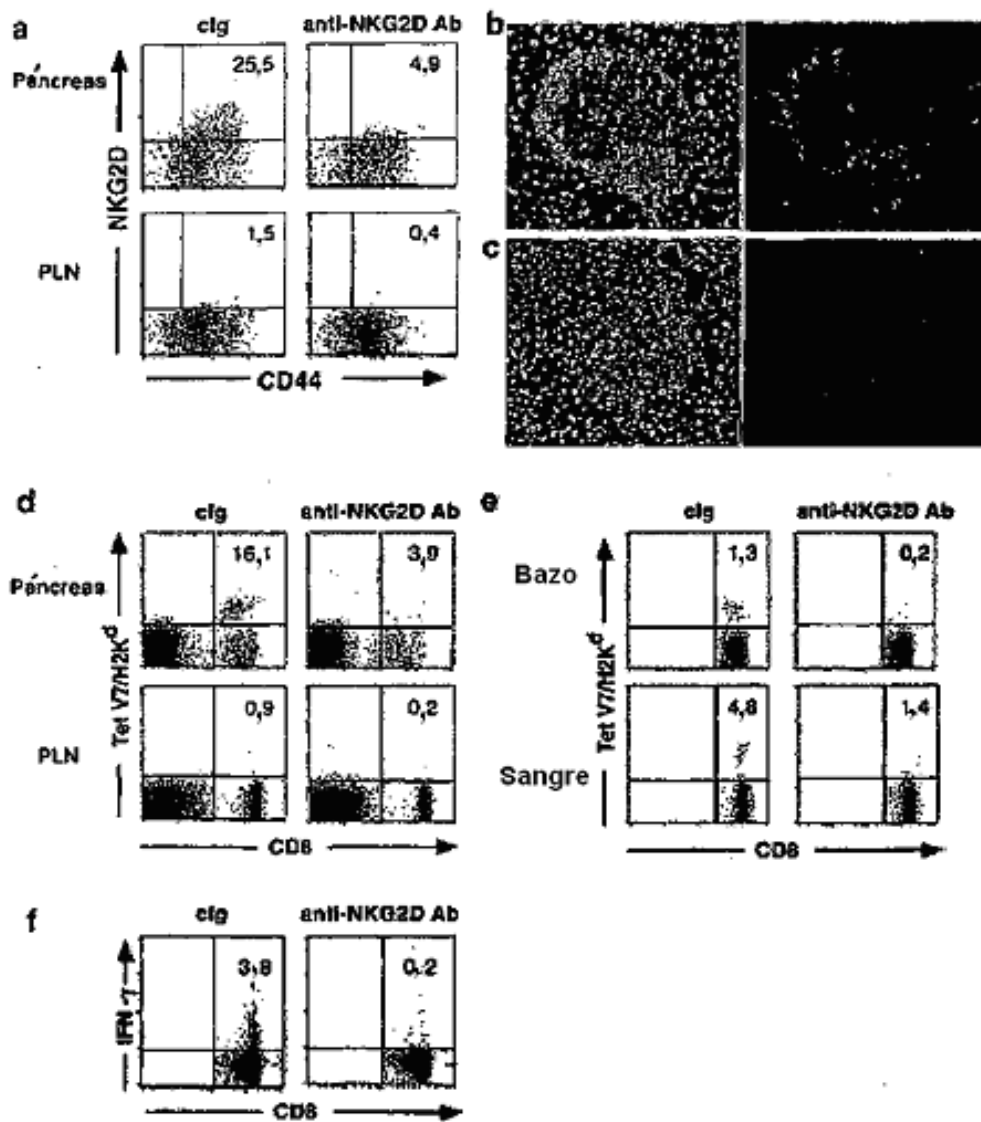 a
cIg
anti-NKG2D Ab
Páncreas
25,5
4,9
NKG2D
PLN
1,5
0,4
CD44
b
c
d
cIg
anti-NKG2D Ab
Páncreas
16,1
3,9
Tet V7/H2Kᵈ
PLN
0,9
0,2
CD8
e
cIg
anti-NKG2D Ab
Bazo
1,3
0,2
Tet V7/H2Kᵈ
Sangre
4,8
1,4
CD8
f
cIg
anti-NKG2D Ab
3,8
0,2
IFN-γ
CD8